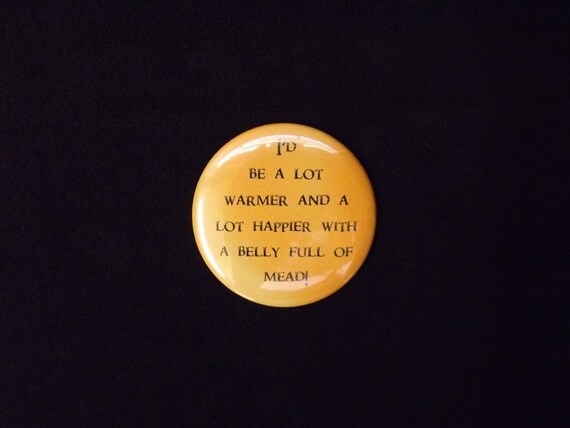 I'D
BE A LOT
WARMER AND A
LOT HAPPIER WITH
A BELLY FULL OF
MEAD!